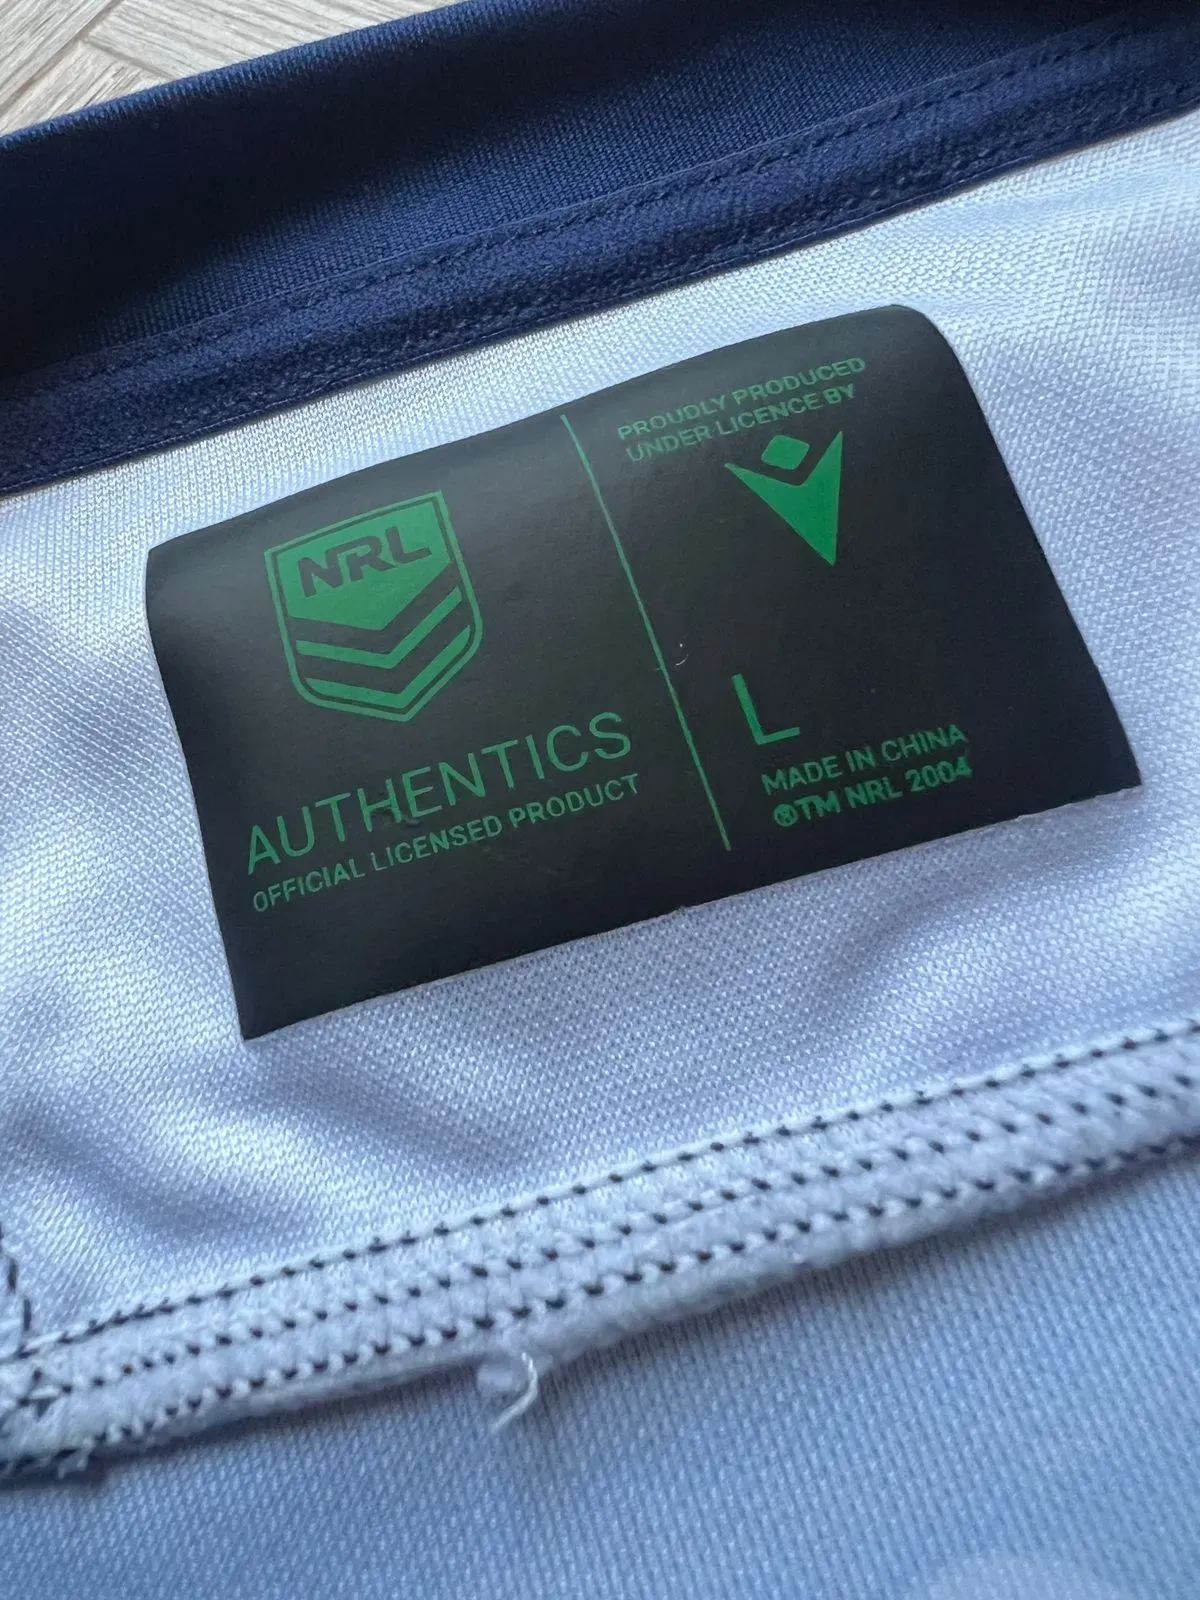 NRL
AUTHENTICS
OFFICIAL LICENSED PRODUCT
PROUDLY PRODUCED
UNDER LICENCE BY
L
MADE IN CHINA
®TM NRL 2004